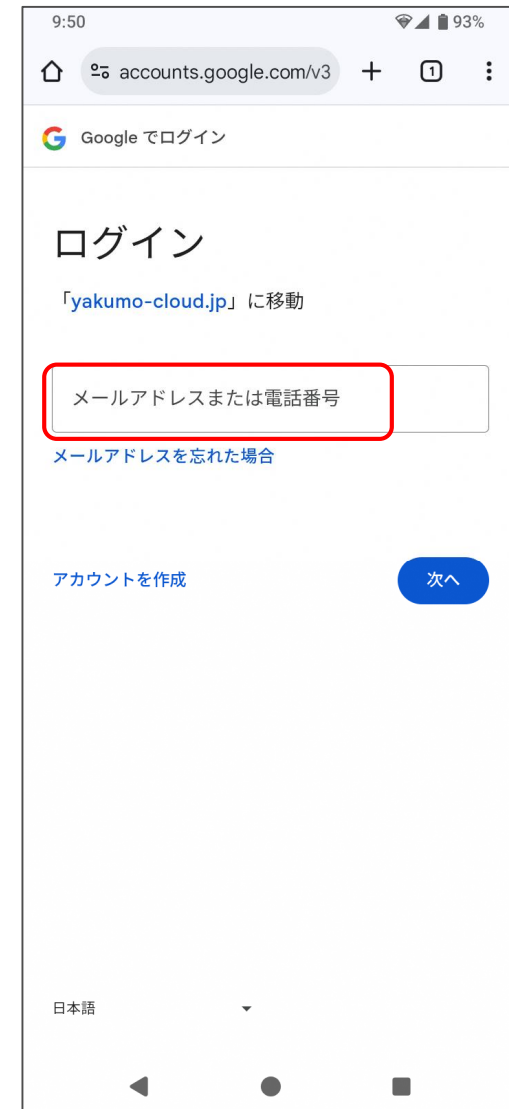 9:50
93%
accounts.google.com/v3
1
Google でログイン
ログイン
「yakumo-cloud.jp」に移動
メールアドレスまたは電話番号
メールアドレスを忘れた場合
アカウントを作成
次へ
日本語